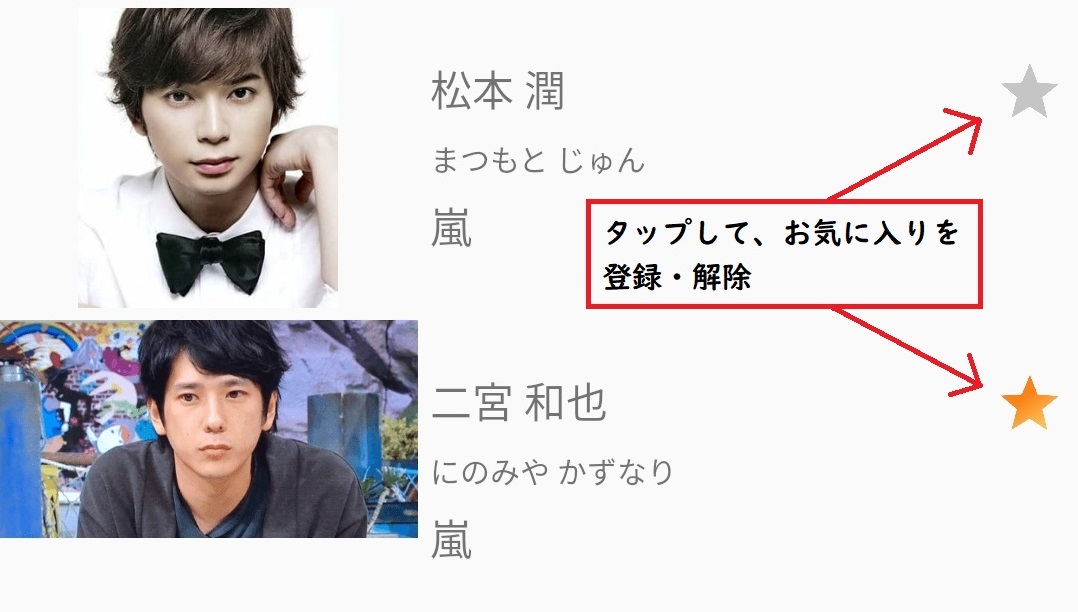 松本 潤
まつもと じゅん
嵐
タップして、お気に入りを
登録・解除
二宮 和也
にのみや かずなり
嵐